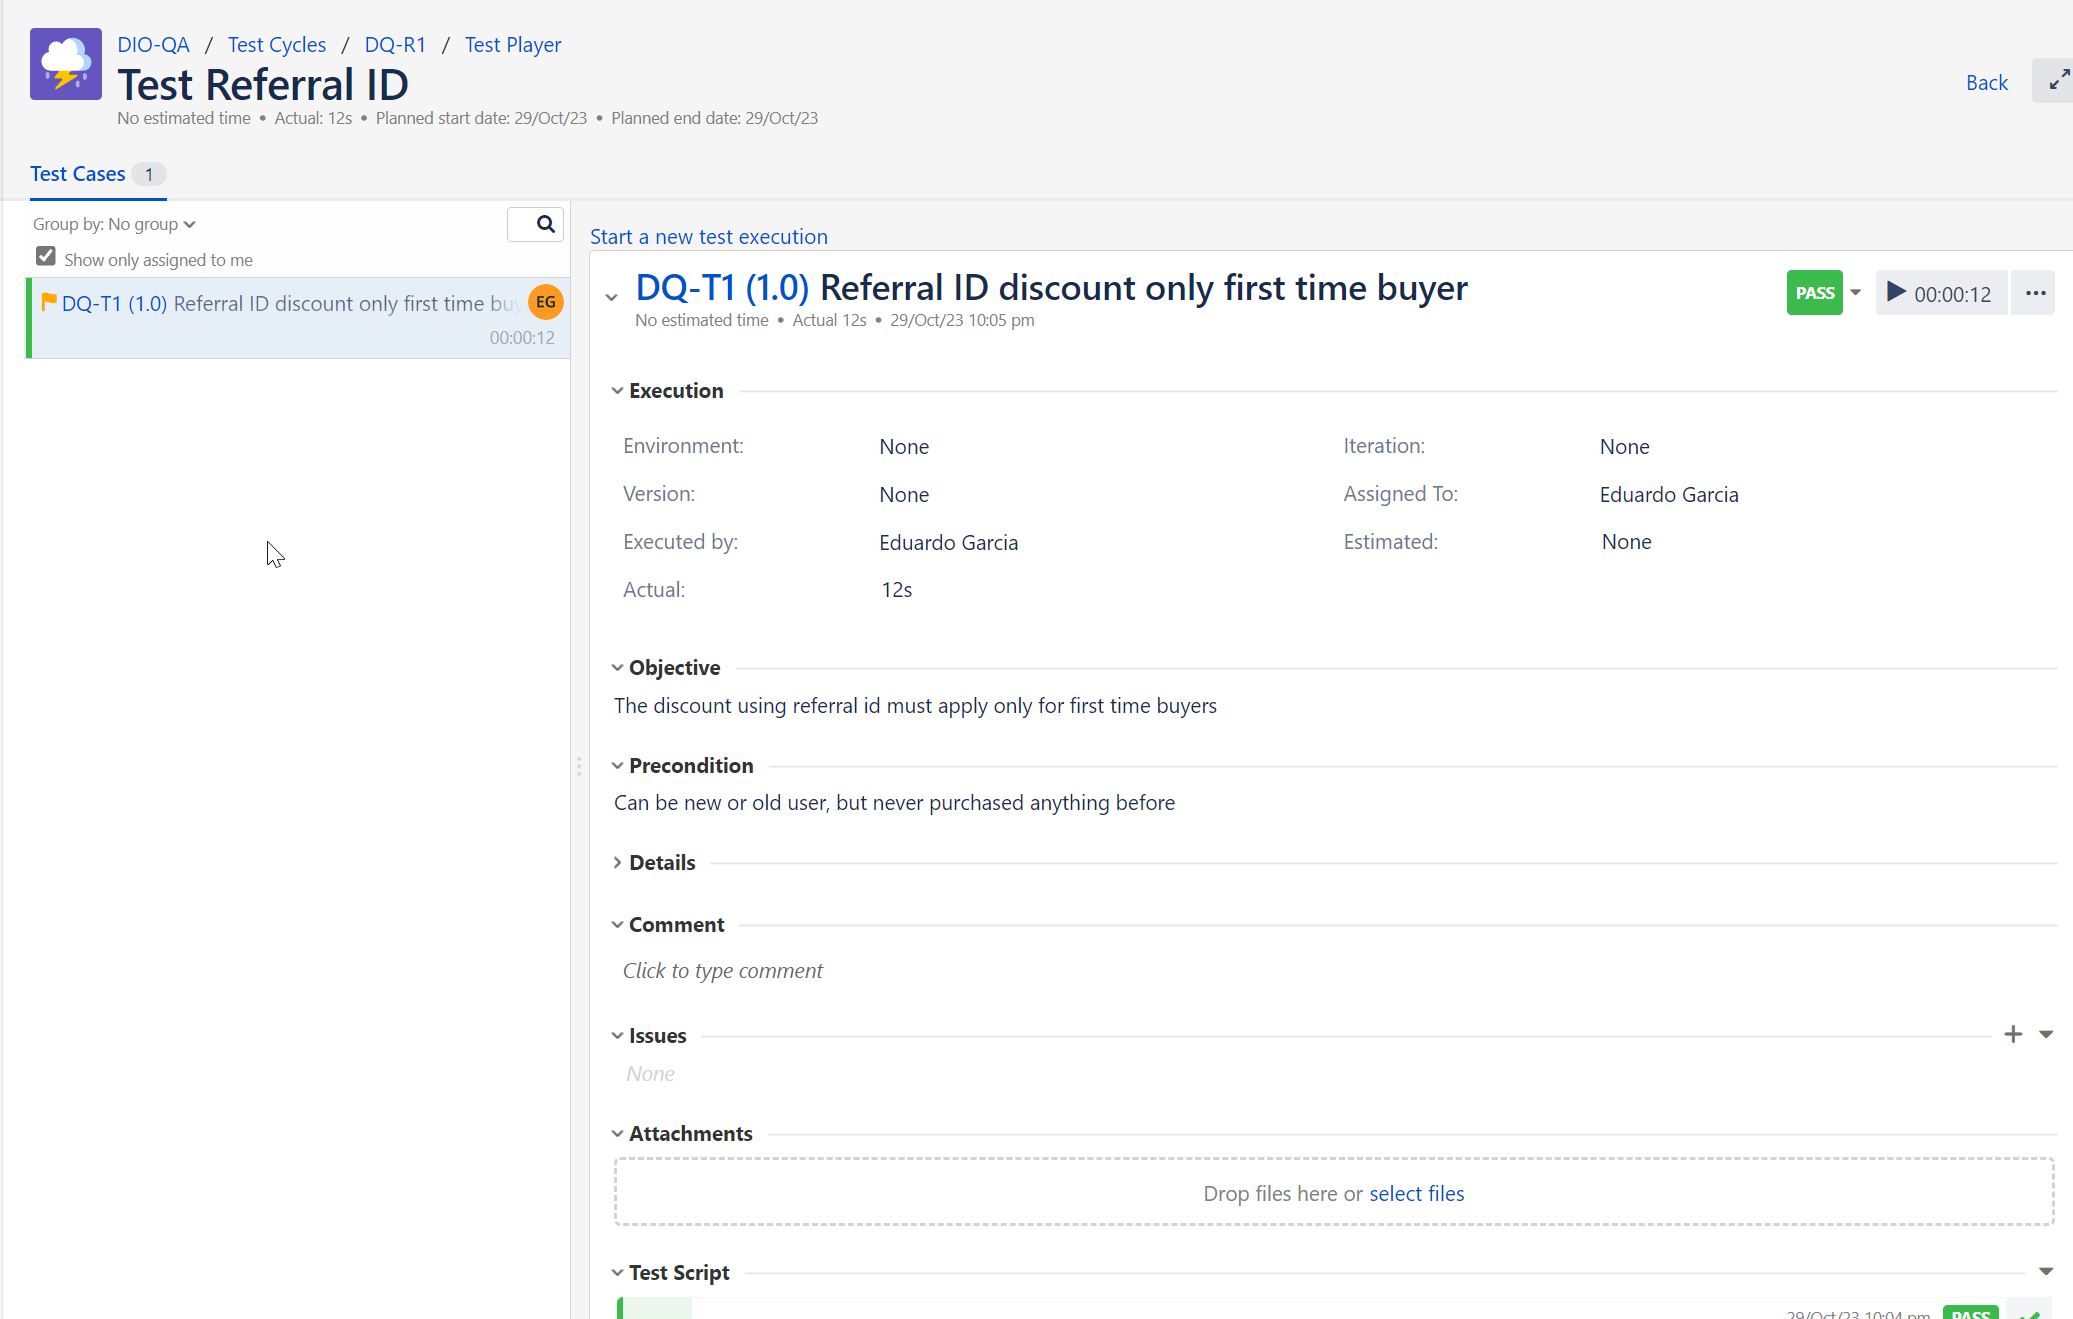 DIO-QA / Test Cycles / DQ-R1 / Test Player
Test Referral ID
No estimated time • Actual: 12s • Planned start date: 29/Oct/23 • Planned end date: 29/Oct/23
Back
Test Cases 1
Group by: No group
Show only assigned to me
DQ-T1 (1.0) Referral ID discount only first time buy EG
00:00:12
Start a new test execution
DQ-T1 (1.0) Referral ID discount only first time buyer
No estimated time • Actual 12s • 29/Oct/23 10:05 pm
PASS
00:00:12
Execution
Environment: None
Iteration: None
Version: None
Assigned To: Eduardo Garcia
Executed by: Eduardo Garcia
Estimated: None
Actual: 12s
Objective
The discount using referral id must apply only for first time buyers
Precondition
Can be new or old user, but never purchased anything before
Details
Comment
Click to type comment
Issues
None
Attachments
Drop files here or select files
Test Script
29/Oct/23 10:04 pm PASS